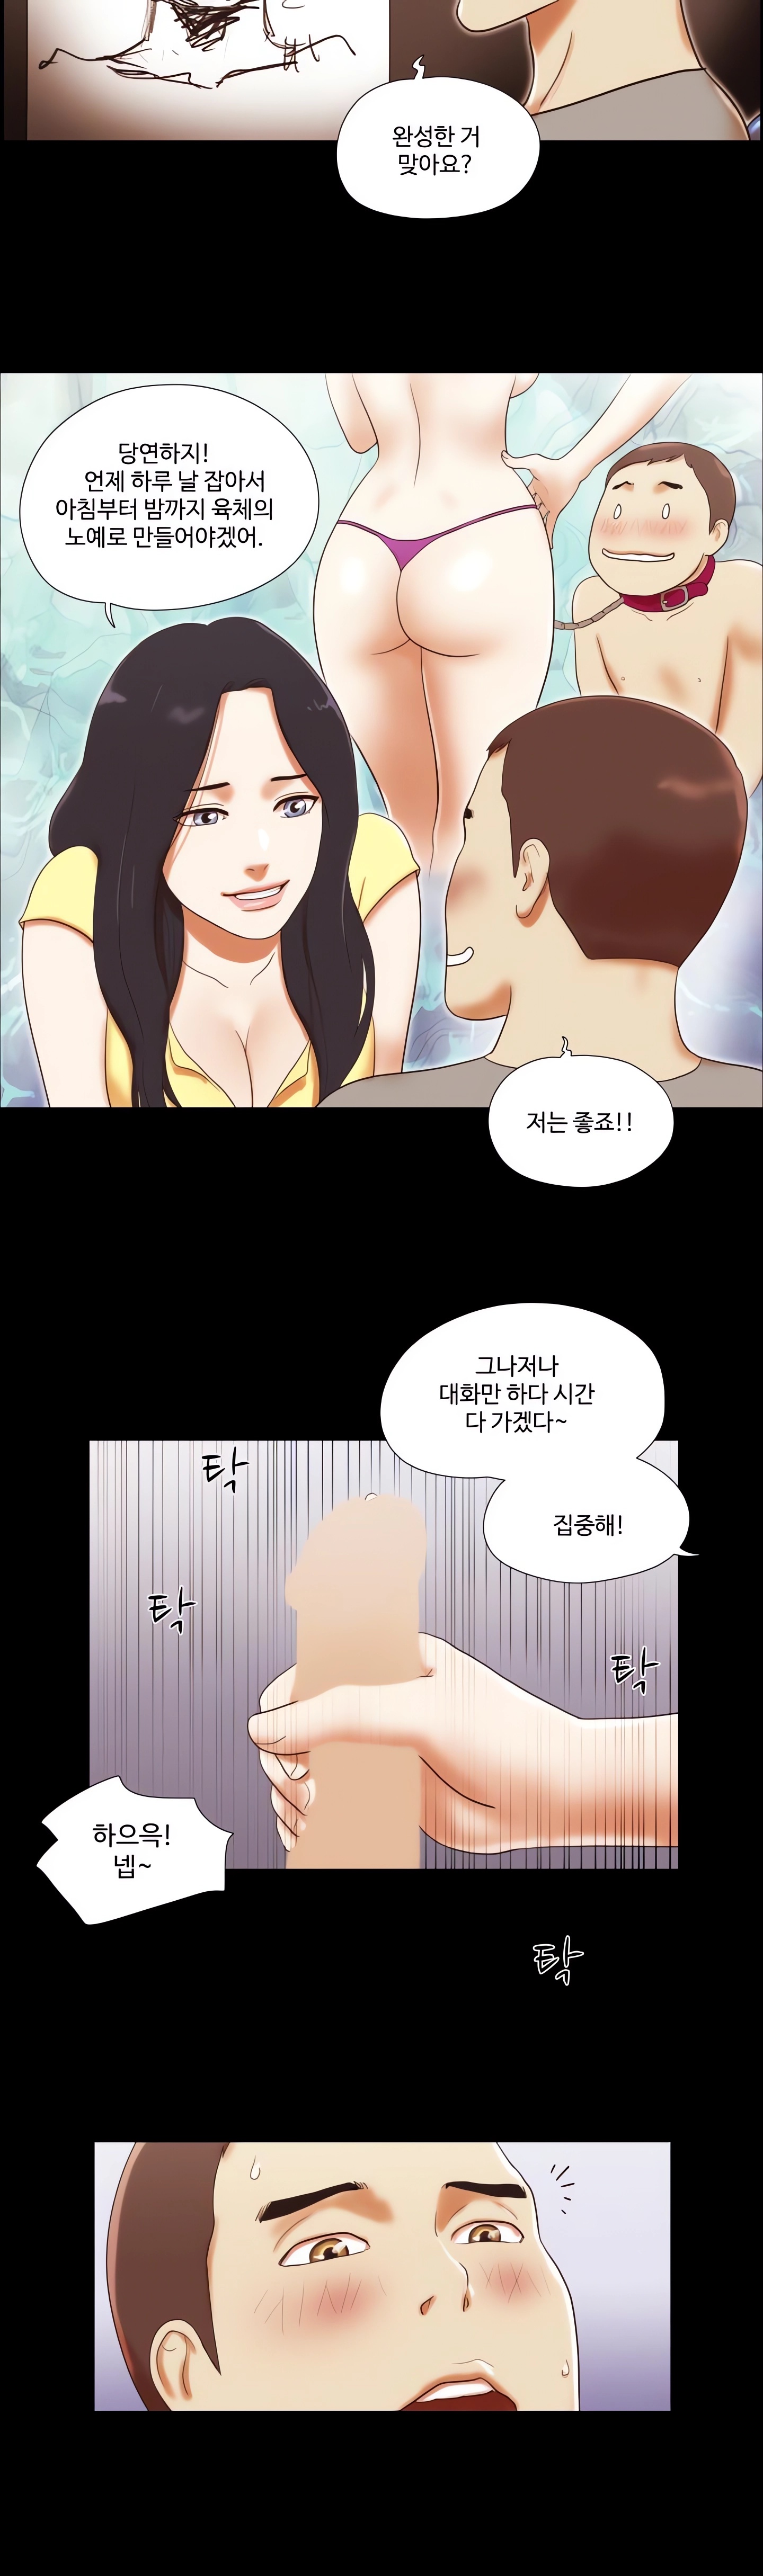 완성한 거
맞아요?
당연하지!
언제 하루 날 잡아서
아침부터 밤까지 육체의
노예로 만들어야겠어.
저는 좋죠!!
그나저나
대화만 하다 시간
다 가겠다~
집중해!
탁
탁
탁
하으윽!
넵~
탁